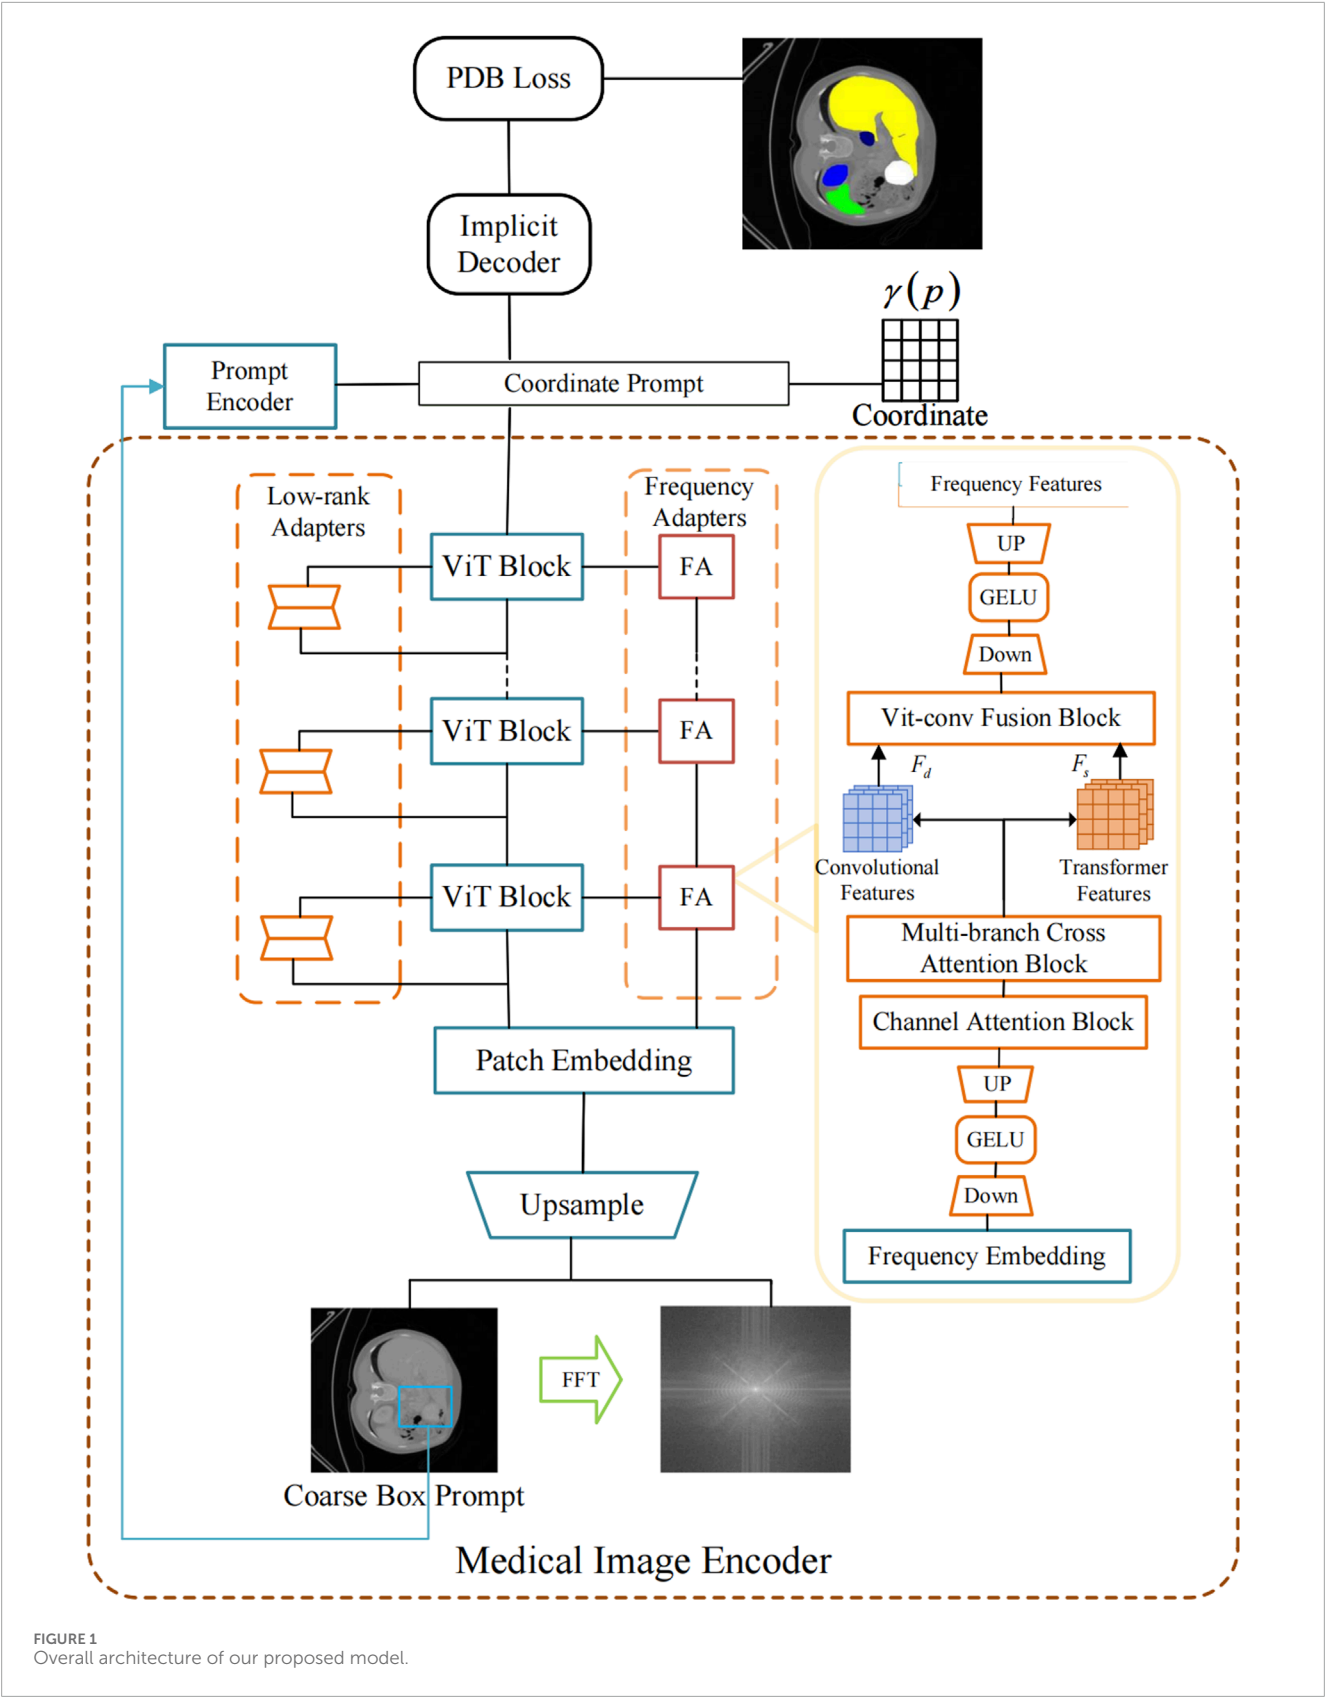 PDB Loss
Implicit
Decoder
γ(p)
Prompt
Encoder
Coordinate Prompt
Coordinate
Low-rank
Adapters
Frequency
Adapters
ViT Block
FA
ViT Block
FA
ViT Block
FA
Frequency Features
UP
GELU
Down
Vit-conv Fusion Block
F_d
F_s
Convolutional
Features
Transformer
Features
Multi-branch Cross
Attention Block
Channel Attention Block
UP
GELU
Down
Frequency Embedding
Patch Embedding
Upsample
FFT
Coarse Box Prompt
Medical Image Encoder
FIGURE 1
Overall architecture of our proposed model.